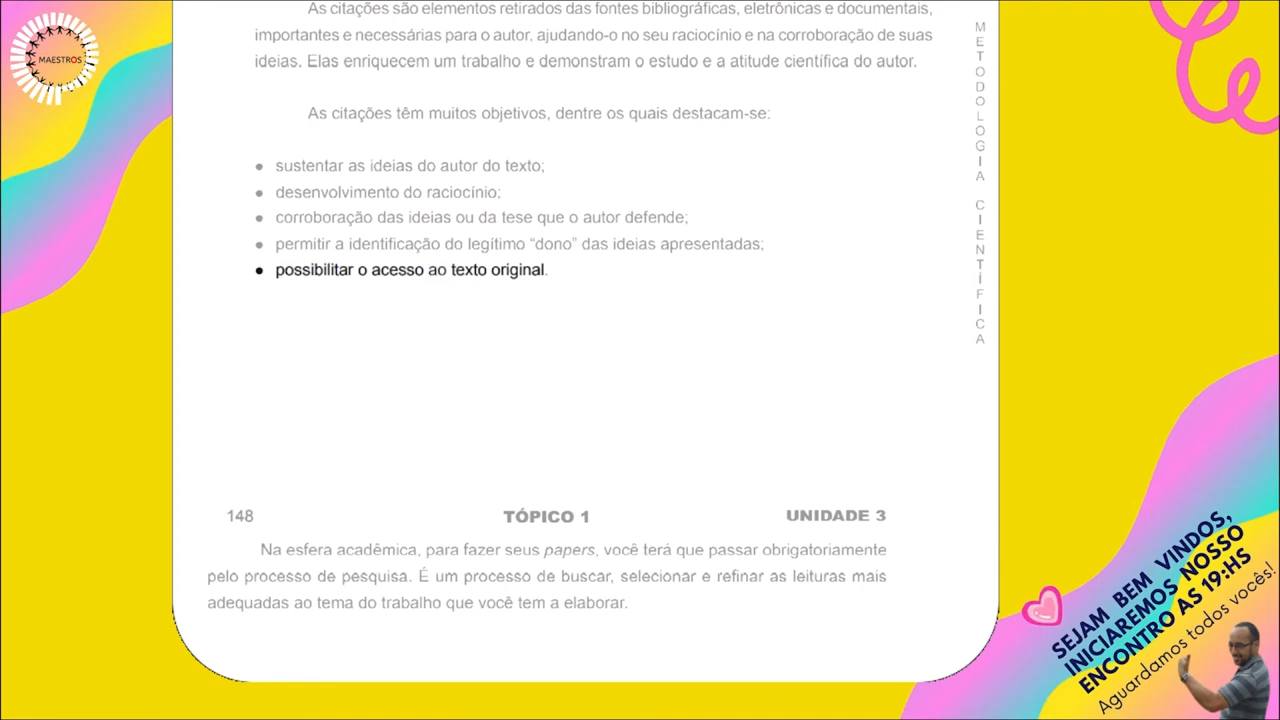 MAESTROS
As citações são elementos retirados das fontes bibliográficas, eletrônicas e documentais,
importantes e necessárias para o autor, ajudando-o no seu raciocínio e na corroboração de suas
ideias. Elas enriquecem um trabalho e demonstram o estudo e a atitude científica do autor.
As citações têm muitos objetivos, dentre os quais destacam-se:
• sustentar as ideias do autor do texto;
• desenvolvimento do raciocínio;
• corroboração das ideias ou da tese que o autor defende;
• permitir a identificação do legítimo “dono” das ideias apresentadas;
• possibilitar o acesso ao texto original.
METODOLOGIA CIENTÍFICA
148 TÓPICO 1 UNIDADE 3
Na esfera acadêmica, para fazer seus papers, você terá que passar obrigatoriamente
pelo processo de pesquisa. É um processo de buscar, selecionar e refinar as leituras mais
adequadas ao tema do trabalho que você tem a elaborar.
SEJAM BEM VINDOS,
INICIAREMOS NOSSO
ENCONTRO AS 19:HS
Aguardamos todos vocês!